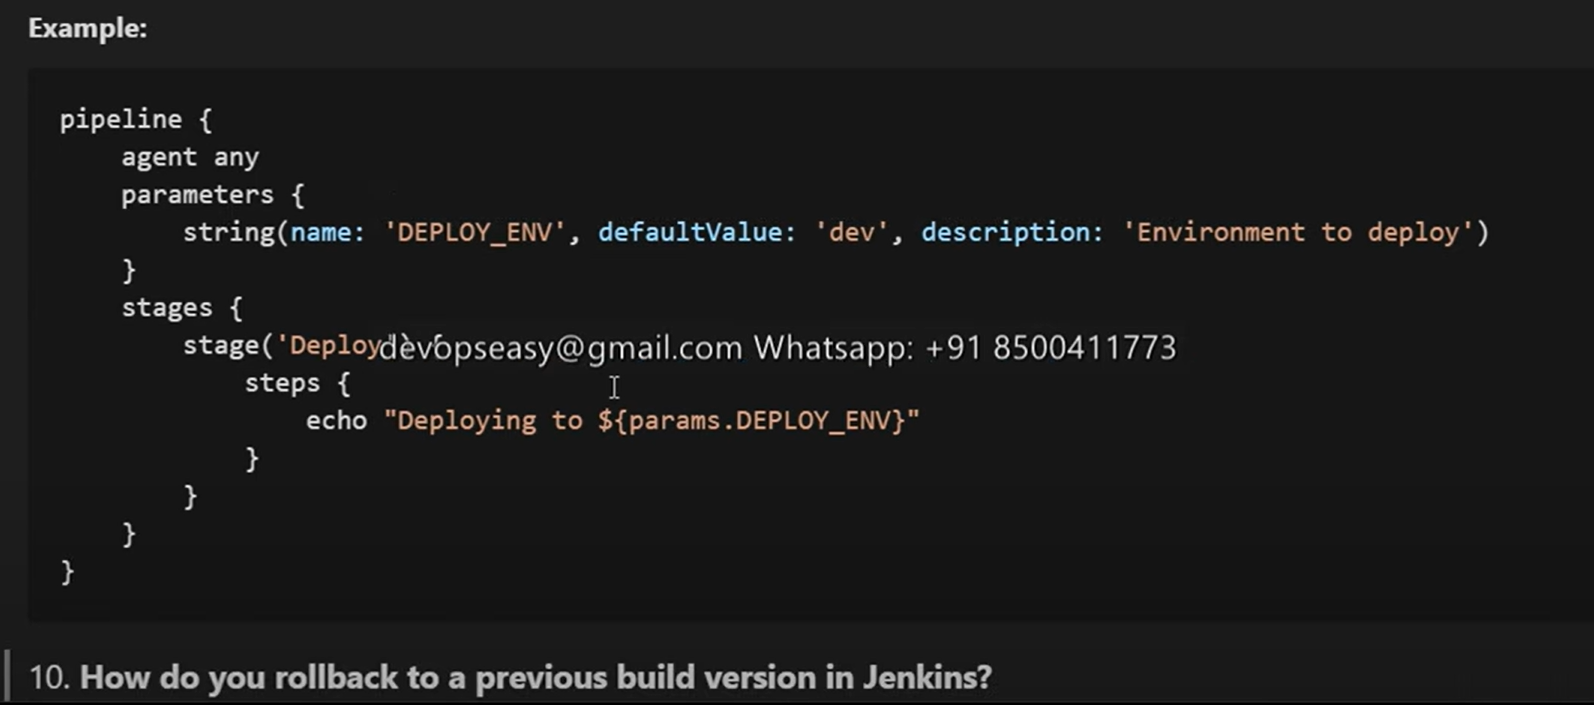 Example:
pipeline {
agent any
parameters {
string(name: 'DEPLOY_ENV', defaultValue: 'dev', description: 'Environment to deploy')
}
stages {
stage('Deploy
devopseasy@gmail.com Whatsapp: +91 8500411773
steps {
echo "Deploying to ${params.DEPLOY_ENV}"
}
}
}
}
10. How do you rollback to a previous build version in Jenkins?